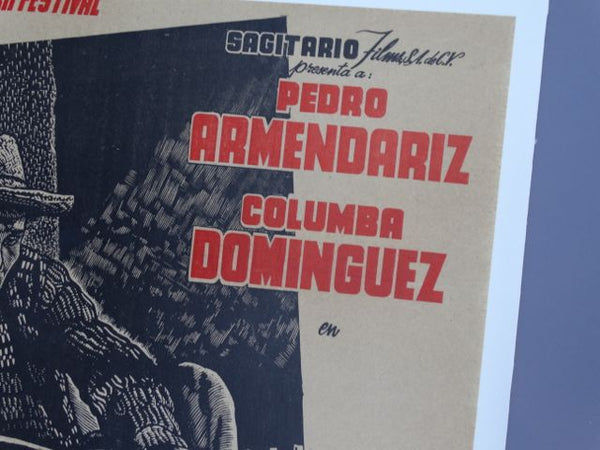 FESTIVAL
SAGITARIO Films, S.A. de C.V.
presenta a:
PEDRO
ARMENDARIZ
COLUMBA
DOMINGUEZ
en